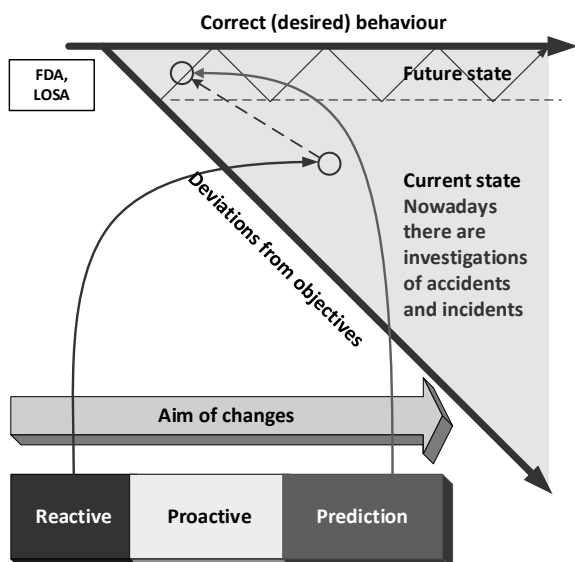 Correct (desired) behaviour
FDA,
LOSA
Future state
Current state
Nowadays
there are
investigations
of accidents
and incidents
Deviations from objectives
Aim of changes
Reactive
Proactive
Prediction